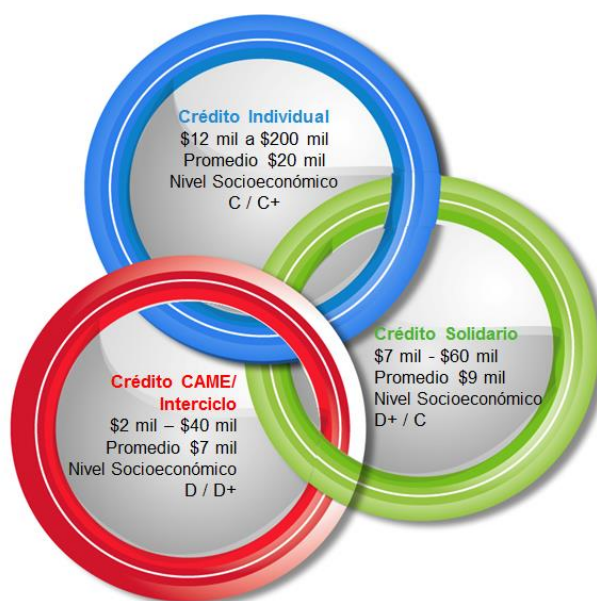 Crédito Individual
$12 mil a $200 mil
Promedio $20 mil
Nivel Socioeconómico
C / C+
Crédito Solidario
$7 mil - $60 mil
Promedio $9 mil
Nivel Socioeconómico
D+ / C
Crédito CAME/
Interciclo
$2 mil – $40 mil
Promedio $7 mil
Nivel Socioeconómico
D / D+